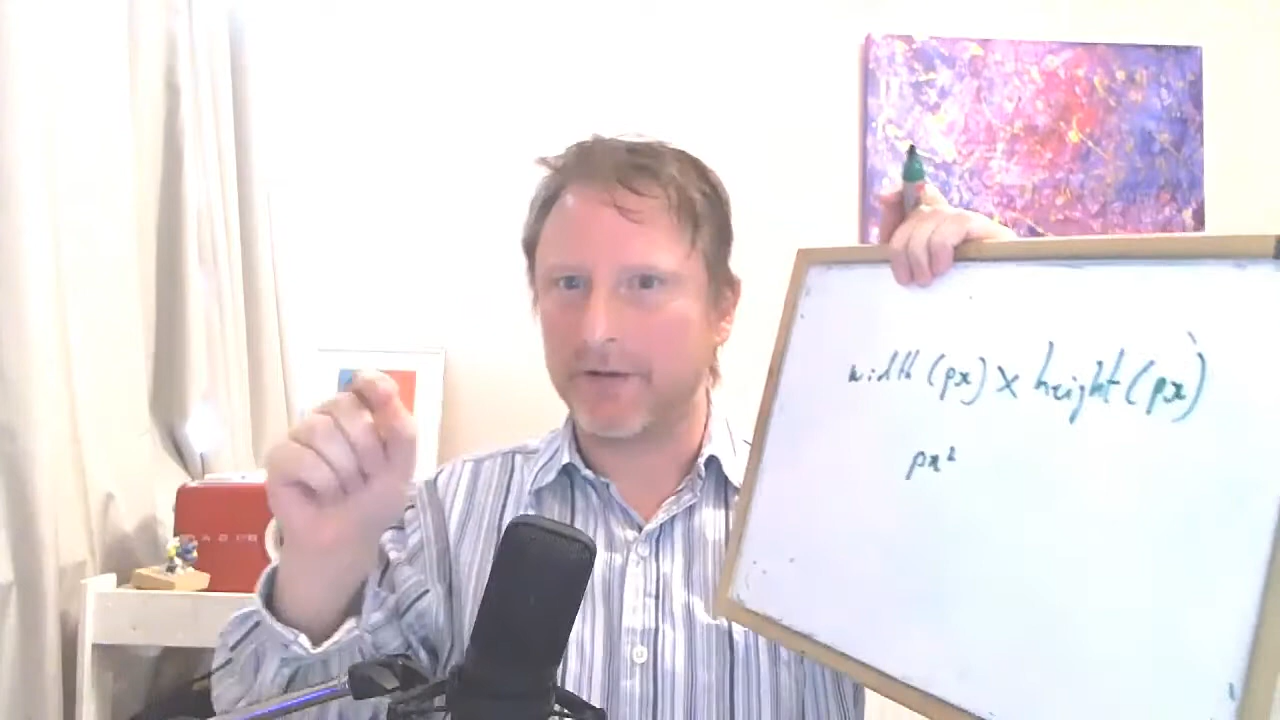 width (px) x height (px)
px²